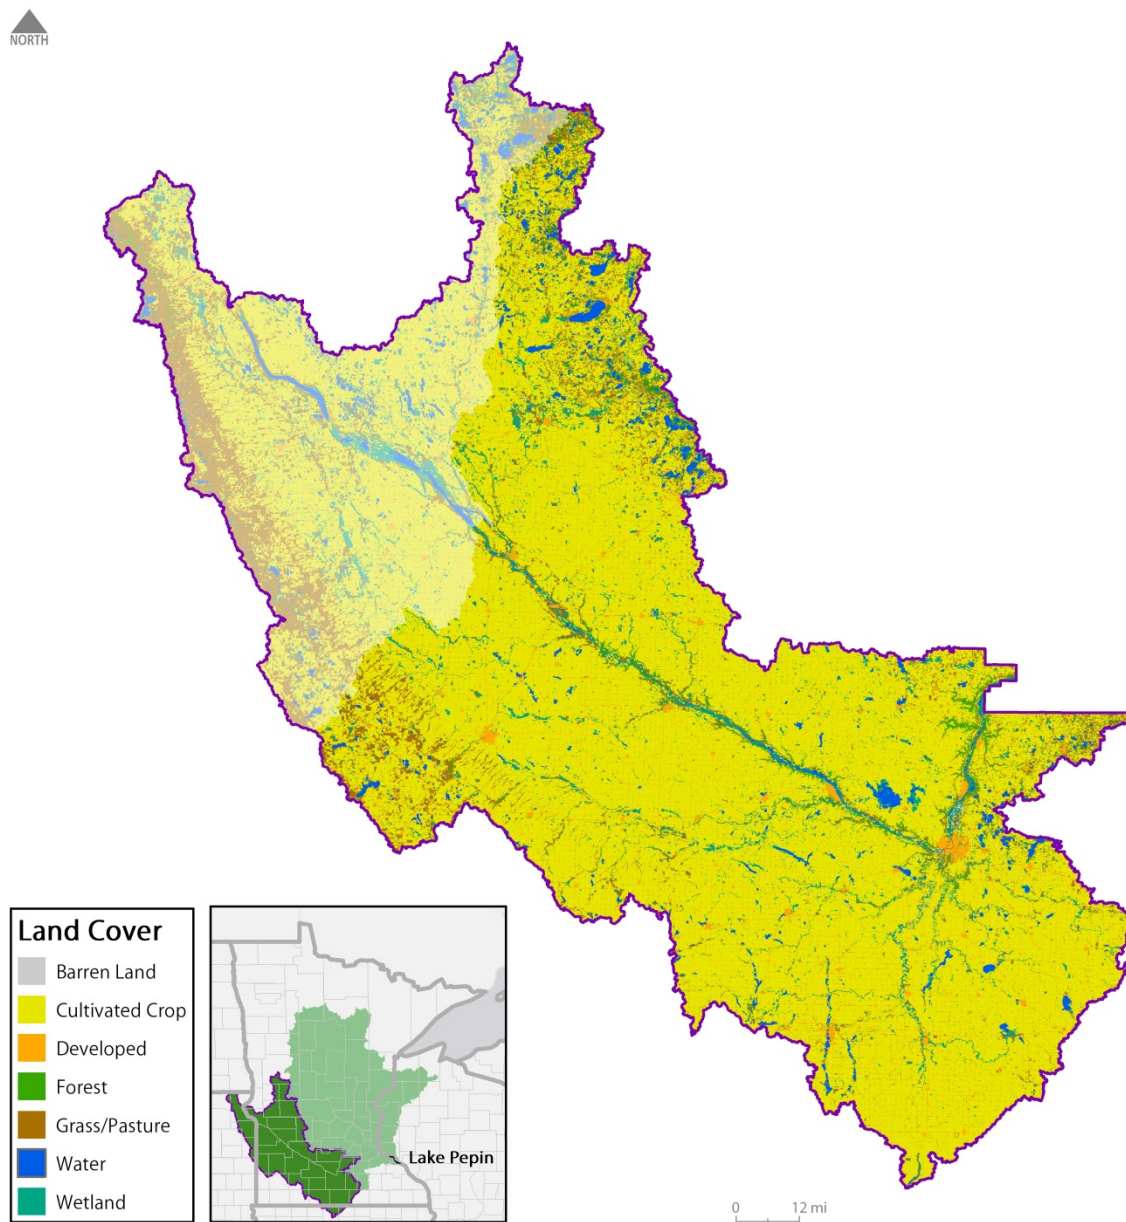 NORTH
Land Cover
Barren Land
Cultivated Crop
Developed
Forest
Grass/Pasture
Water
Wetland
Lake Pepin
0 12 mi